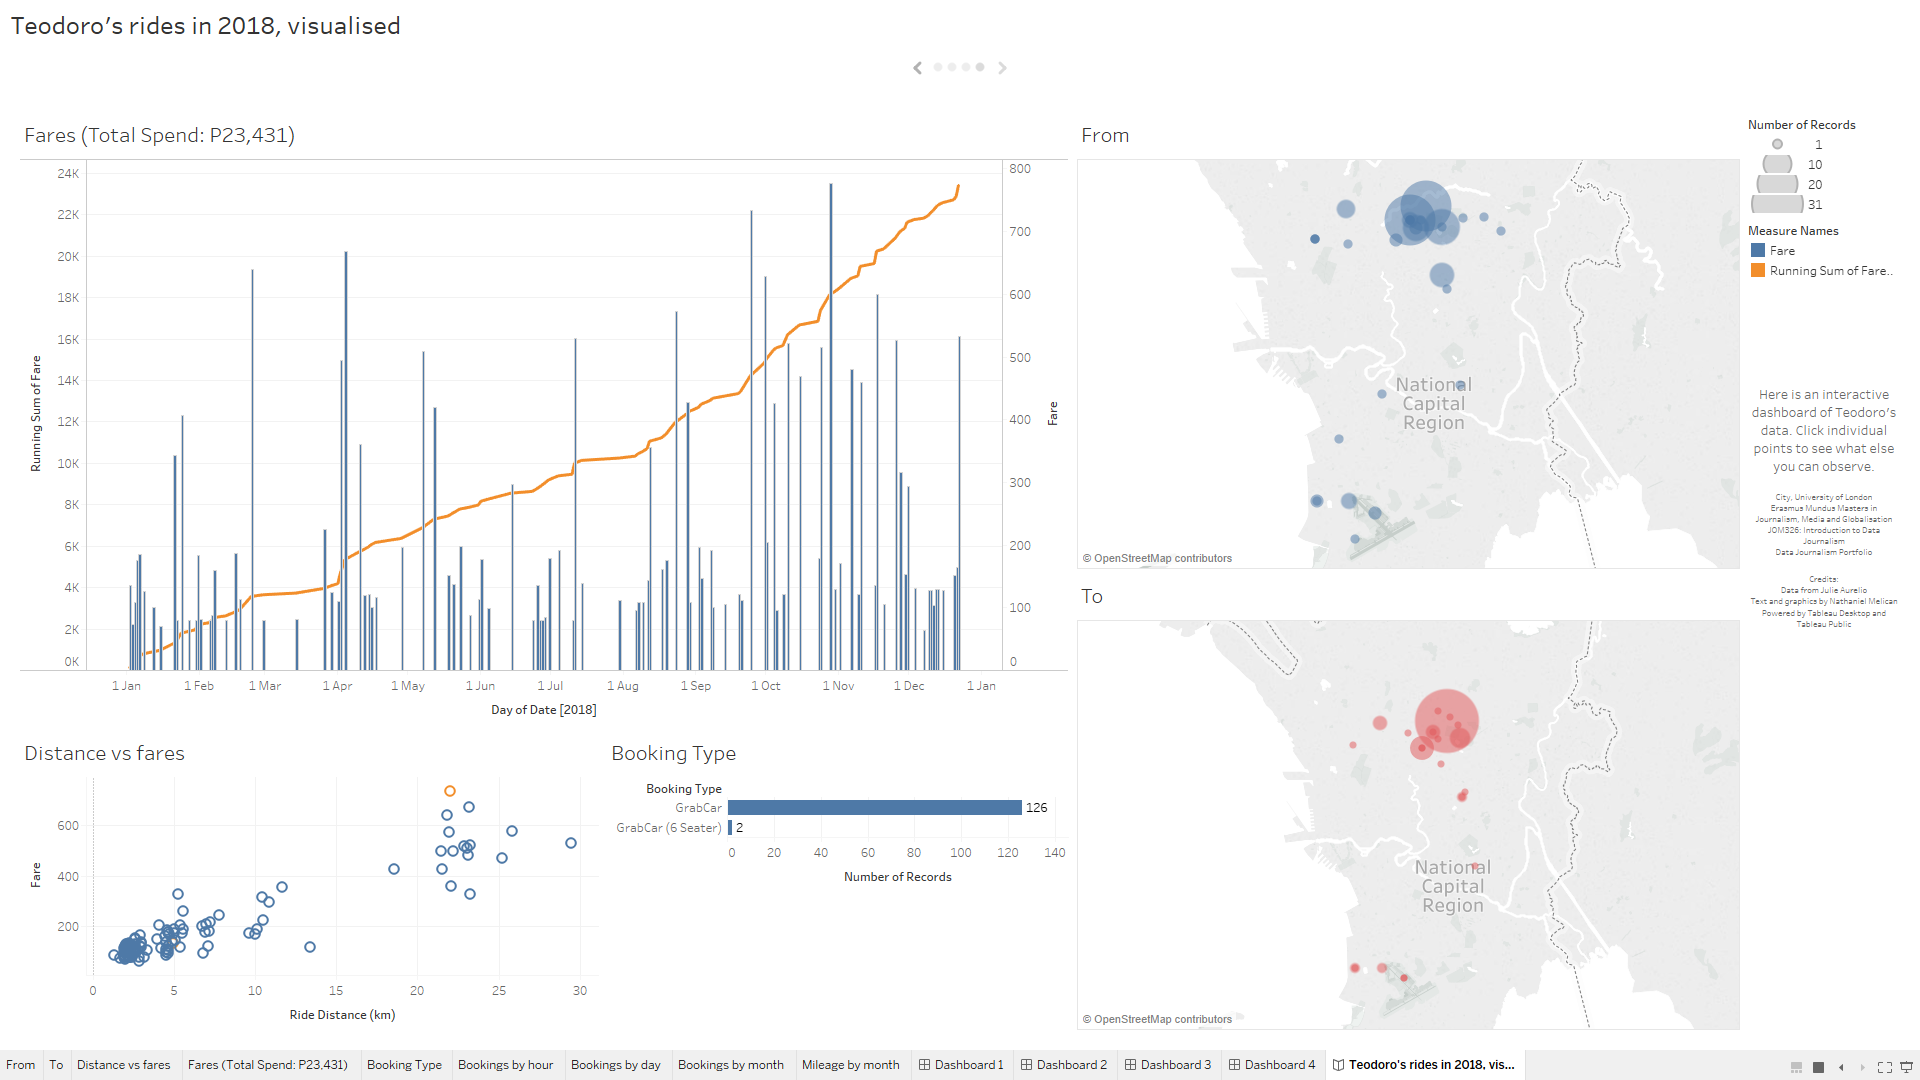 Teodoro's rides in 2018, visualised
Fares (Total Spend: P23,431)
24K
22K
20K
18K
16K
14K
12K
10K
8K
6K
4K
2K
0K
Running Sum of Fare
800
700
600
500
400
300
200
100
0
Fare
1 Jan
1 Feb
1 Mar
1 Apr
1 May
1 Jun
1 Jul
1 Aug
1 Sep
1 Oct
1 Nov
1 Dec
1 Jan
Day of Date [2018]
Distance vs fares
600
400
200
Fare
0
5
10
15
20
25
30
Ride Distance (km)
Booking Type
Booking Type
GrabCar
126
GrabCar (6 Seater)
2
0
20
40
60
80
100
120
140
Number of Records
From
National
Capital
Region
© OpenStreetMap contributors
To
National
Capital
Region
© OpenStreetMap contributors
Number of Records
1
10
20
31
Measure Names
Fare
Running Sum of Fare..
Here is an interactive
dashboard of Teodoro's
data. Click individual
points to see what else
you can observe.
City, University of London
Erasmus Mundus Masters in
Journalism, Media and Globalisation
JOM326: Introduction to Data
Journalism
Data Journalism Portfolio
Credits:
Data from Julie Aurelio
Text and graphics by Nathaniel Melican
Powered by Tableau Desktop and
Tableau Public
From
To
Distance vs fares
Fares (Total Spend: P23,431)
Booking Type
Bookings by hour
Bookings by day
Bookings by month
Mileage by month
Dashboard 1
Dashboard 2
Dashboard 3
Dashboard 4
Teodoro's rides in 2018, vis...